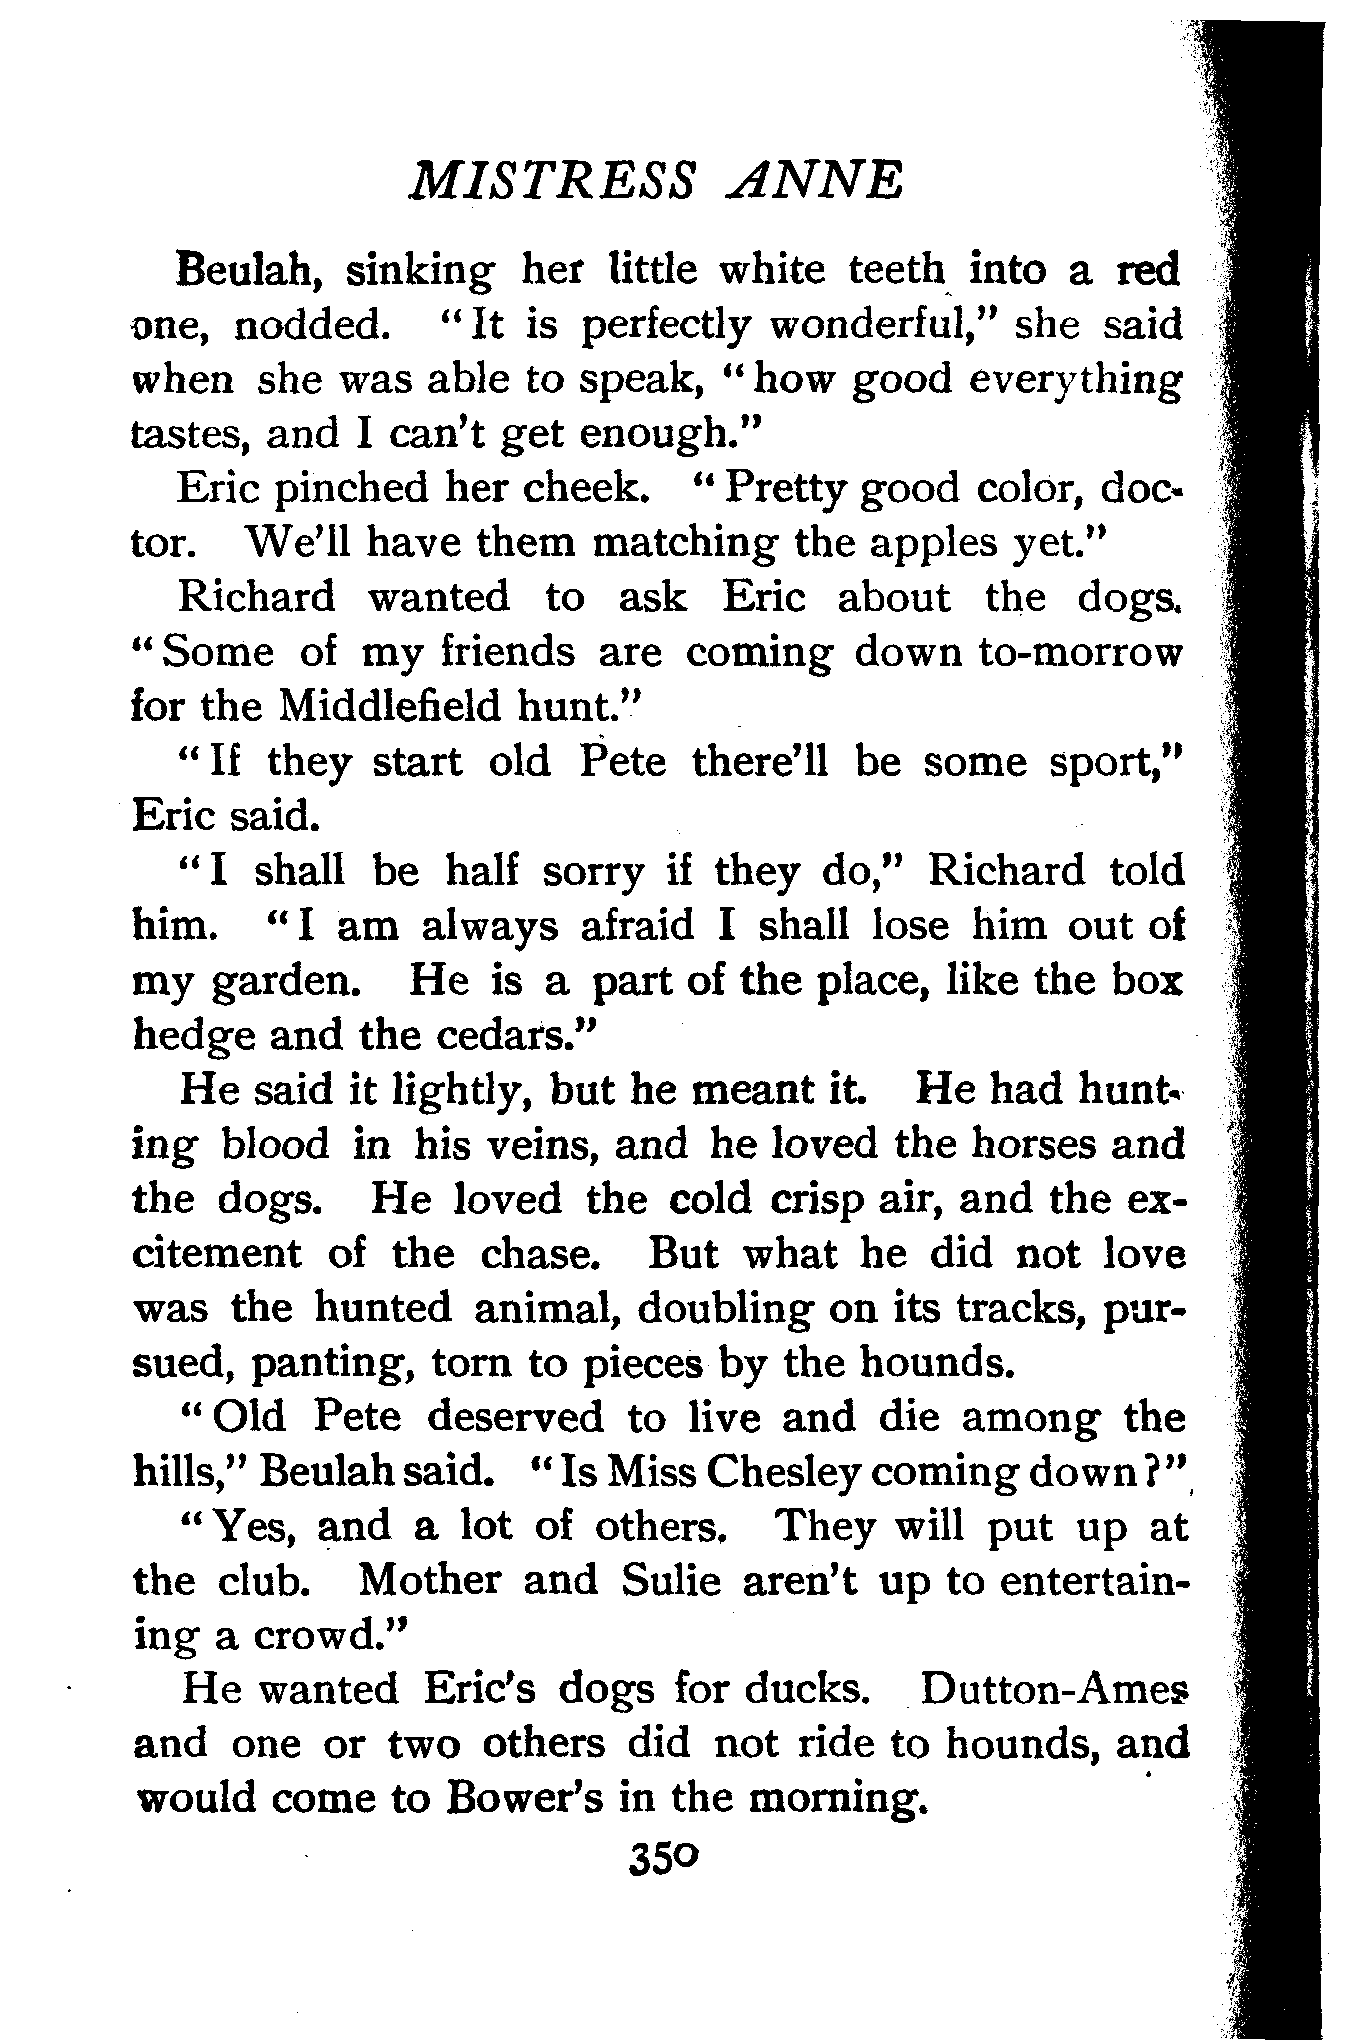 MISTRESS ANNE
Beulah, sinking her little white teeth into a red
one, nodded. "It is perfectly wonderful," she said
when she was able to speak, "how good everything
tastes, and I can't get enough."
Eric pinched her cheek. "Pretty good color, doc-
tor. We'll have them matching the apples yet."
Richard wanted to ask Eric about the dogs.
"Some of my friends are coming down to-morrow
for the Middlefield hunt."
"If they start old Pete there'll be some sport,"
Eric said.
"I shall be half sorry if they do," Richard told
him. "I am always afraid I shall lose him out of
my garden. He is a part of the place, like the box
hedge and the cedars."
He said it lightly, but he meant it. He had hunt-
ing blood in his veins, and he loved the horses and
the dogs. He loved the cold crisp air, and the ex-
citement of the chase. But what he did not love
was the hunted animal, doubling on its tracks, pur-
sued, panting, torn to pieces by the hounds.
"Old Pete deserved to live and die among the
hills," Beulah said. "Is Miss Chesley coming down?"
"Yes, and a lot of others. They will put up at
the club. Mother and Sulie aren't up to entertain-
ing a crowd."
He wanted Eric's dogs for ducks. Dutton-Ames
and one or two others did not ride to hounds, and
would come to Bower's in the morning.
350